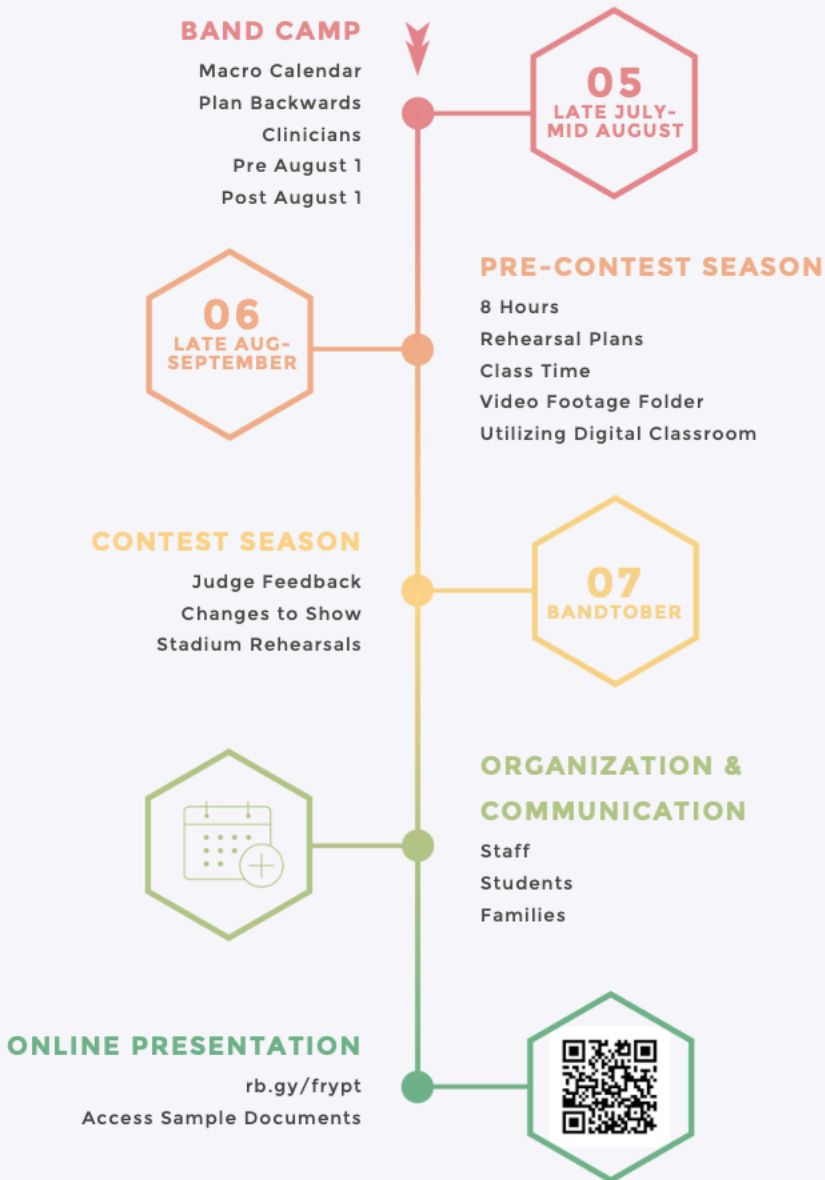 BAND CAMP
Macro Calendar
Plan Backwards
Clinicians
Pre August 1
Post August 1
05
LATE JULY-
MID AUGUST
06
LATE AUG-
SEPTEMBER
PRE-CONTEST SEASON
8 Hours
Rehearsal Plans
Class Time
Video Footage Folder
Utilizing Digital Classroom
CONTEST SEASON
Judge Feedback
Changes to Show
Stadium Rehearsals
07
BANDTOBER
ORGANIZATION &
COMMUNICATION
Staff
Students
Families
ONLINE PRESENTATION
rb.gy/frypt
Access Sample Documents